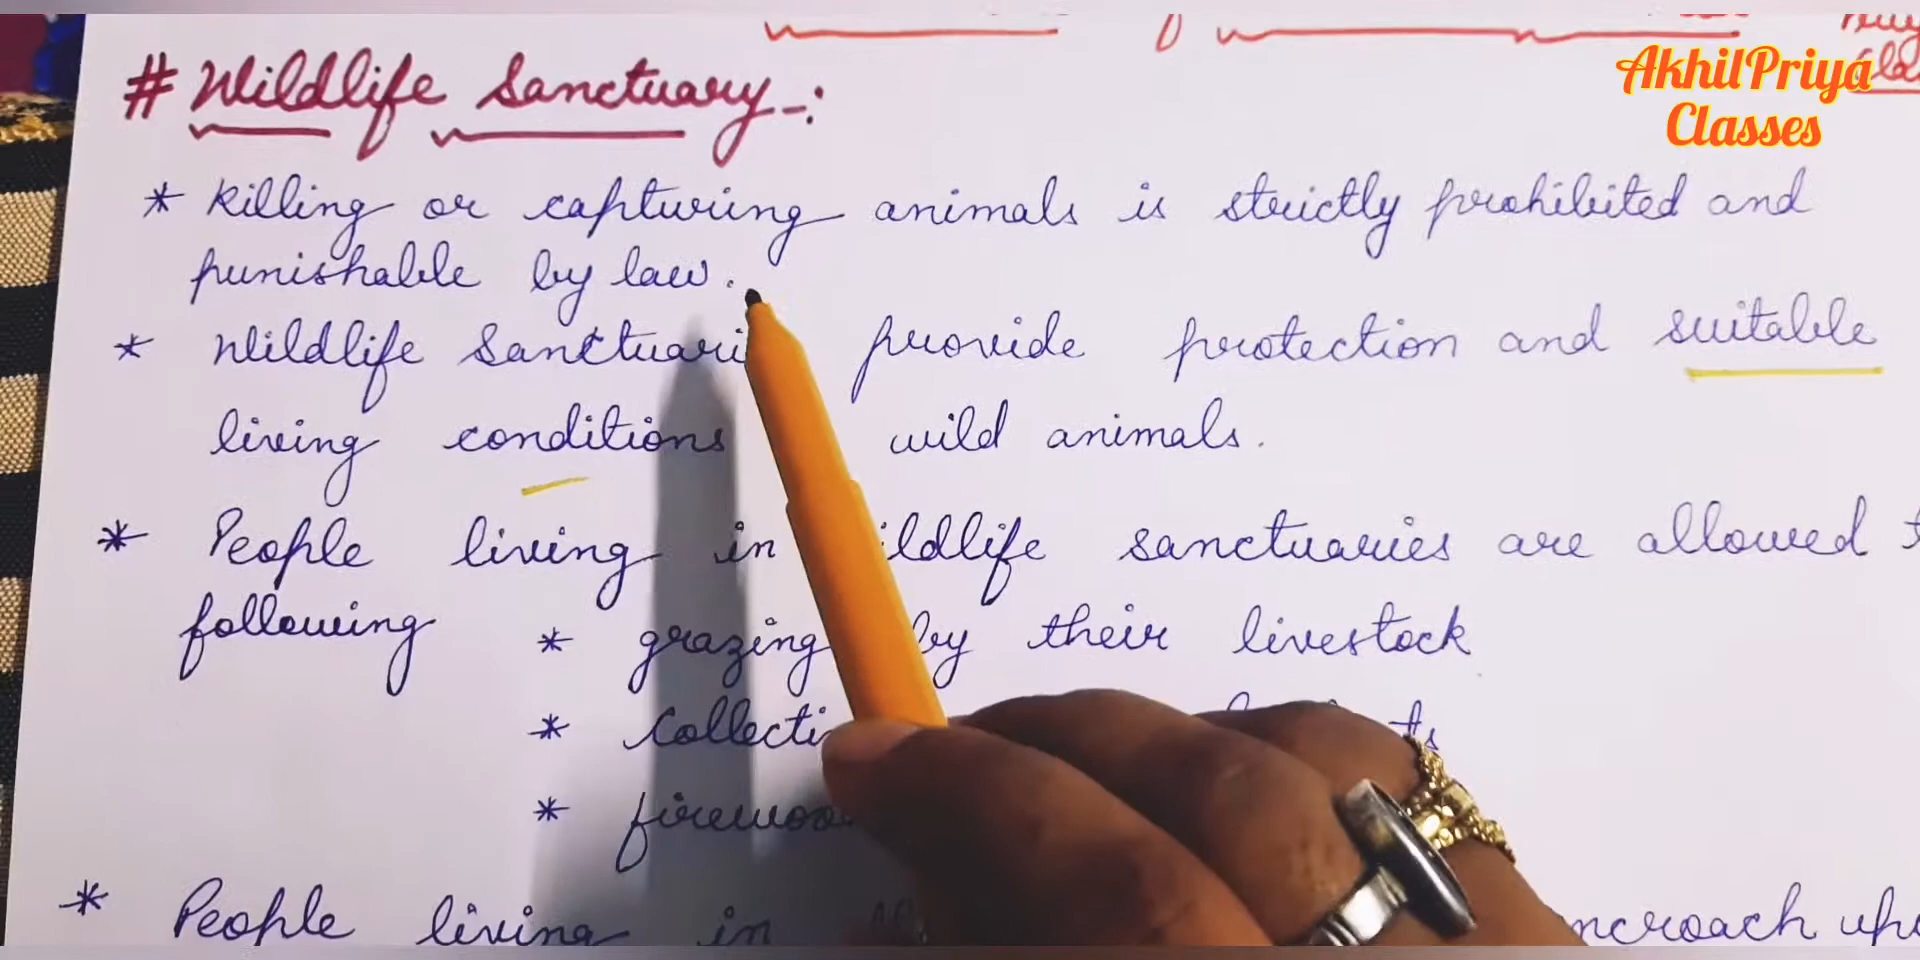 # Wildlife Sanctuary -:
AkhilPriya
Classes
* killing or capturing animals is strictly prohibited and
punishable by law.
* Wildlife Sanctuari provide protection and suitable
living conditions wild animals.
* People living in ildlife sanctuaries are allowed t
following * grazing by their livestock
* Collecti
* firewoo
* People living in ncroach upo